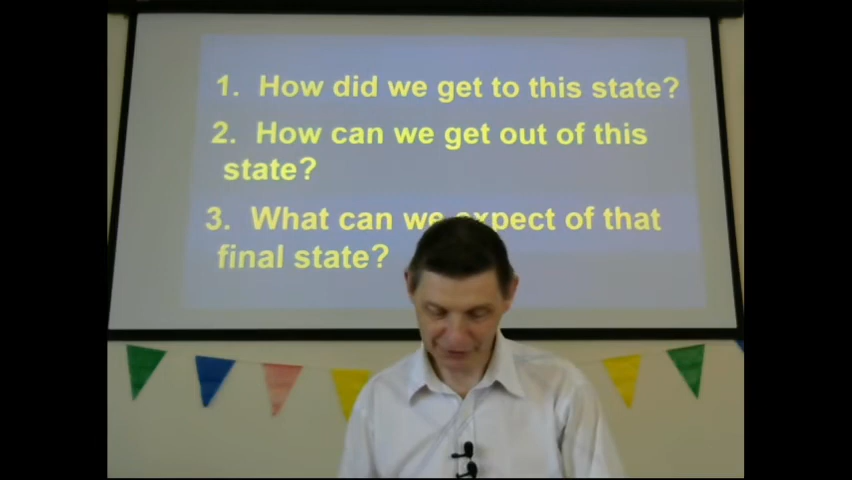 1. How did we get to this state?
2. How can we get out of this
state?
3. What can we expect of that
final state?